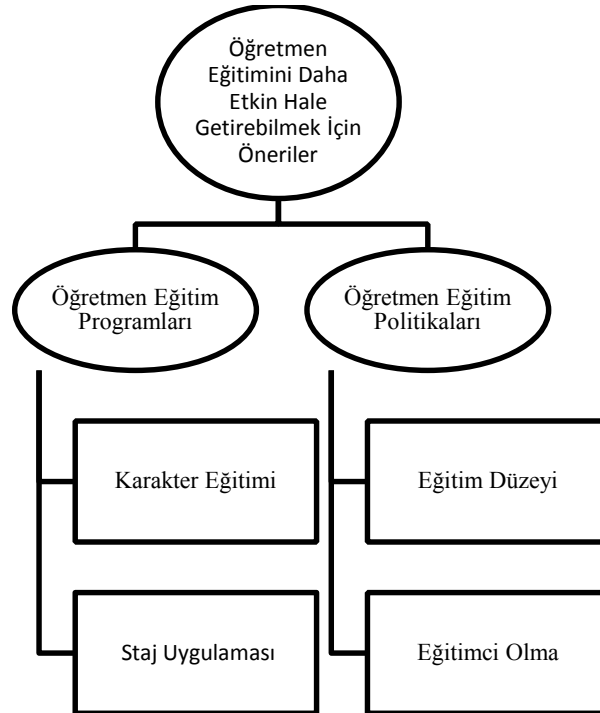 Öğretmen
Eğitimini Daha
Etkin Hale
Getirebilmek İçin
Öneriler
Öğretmen Eğitim
Programları
Öğretmen Eğitim
Politikaları
Karakter Eğitimi
Eğitim Düzeyi
Staj Uygulaması
Eğitimci Olma